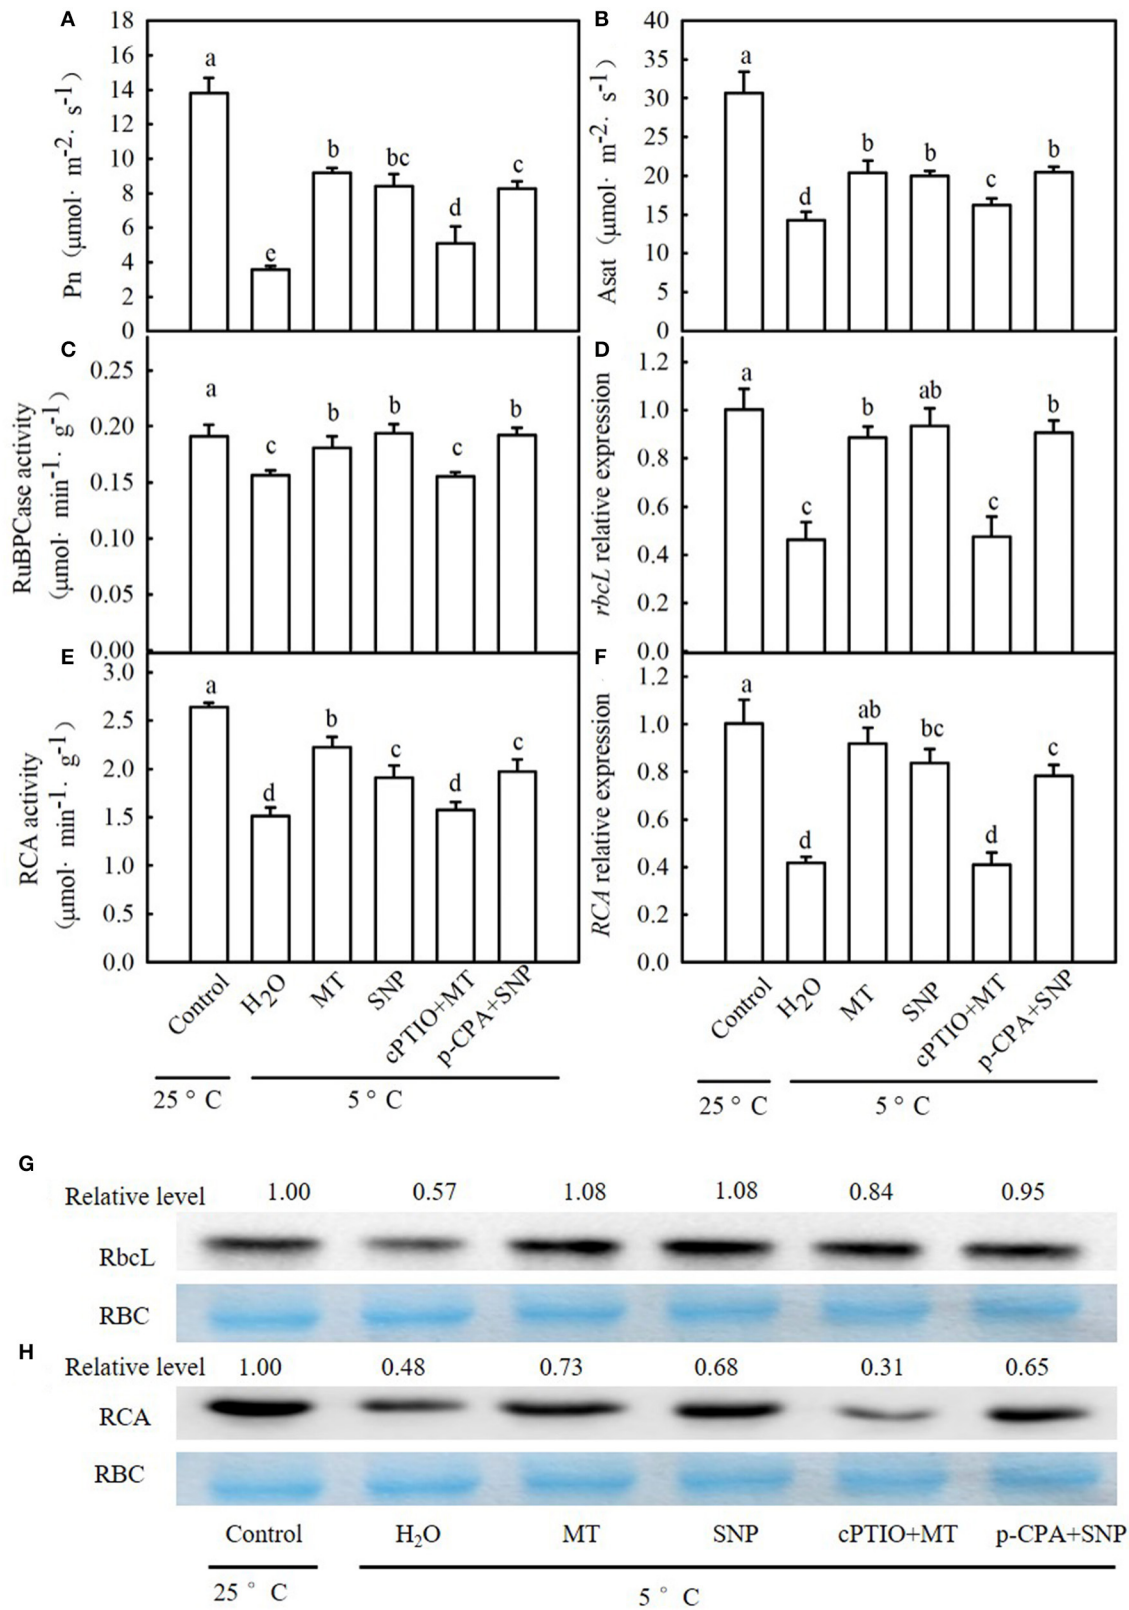 A
18
16
14
12
10
8
6
4
2
0
Pn (μmol· m-2· s-1)
a
e
b
bc
d
c
B
40
35
30
25
20
15
10
5
0
Asat (μmol· m-2· s-1)
a
d
b
b
c
b
C
0.25
0.20
0.15
0.10
0.05
0.00
RuBPCase activity
(μmol· min-1· g-1)
a
c
b
b
c
b
D
1.2
1.0
0.8
0.6
0.4
0.2
0.0
rbcL relative expression
a
c
b
ab
c
b
E
3.0
2.5
2.0
1.5
1.0
0.5
0.0
RCA activity
(μmol· min-1· g-1)
a
d
b
c
d
c
F
1.2
1.0
0.8
0.6
0.4
0.2
0.0
RCA relative expression
a
d
ab
bc
d
c
Control H2O MT SNP cPTIO+MT p-CPA+SNP
25 ° C 5 ° C
Control H2O MT SNP cPTIO+MT p-CPA+SNP
25 ° C 5 ° C
G
Relative level 1.00 0.57 1.08 1.08 0.84 0.95
RbcL
RBC
H
Relative level 1.00 0.48 0.73 0.68 0.31 0.65
RCA
RBC
Control H2O MT SNP cPTIO+MT p-CPA+SNP
25 ° C 5 ° C